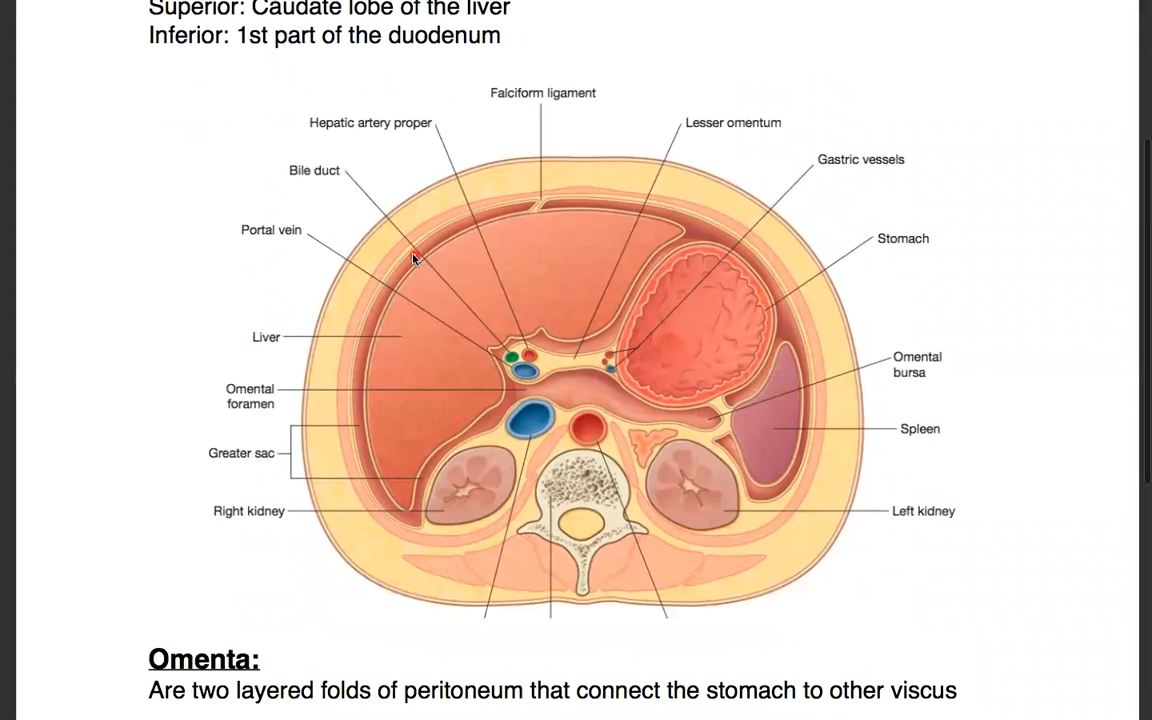 Superior: Caudate lobe of the liver
Inferior: 1st part of the duodenum
Falciform ligament
Hepatic artery proper
Lesser omentum
Gastric vessels
Bile duct
Portal vein
Stomach
Liver
Omental
bursa
Omental
foramen
Spleen
Greater sac
Right kidney
Left kidney
Omenta:
Are two layered folds of peritoneum that connect the stomach to other viscus